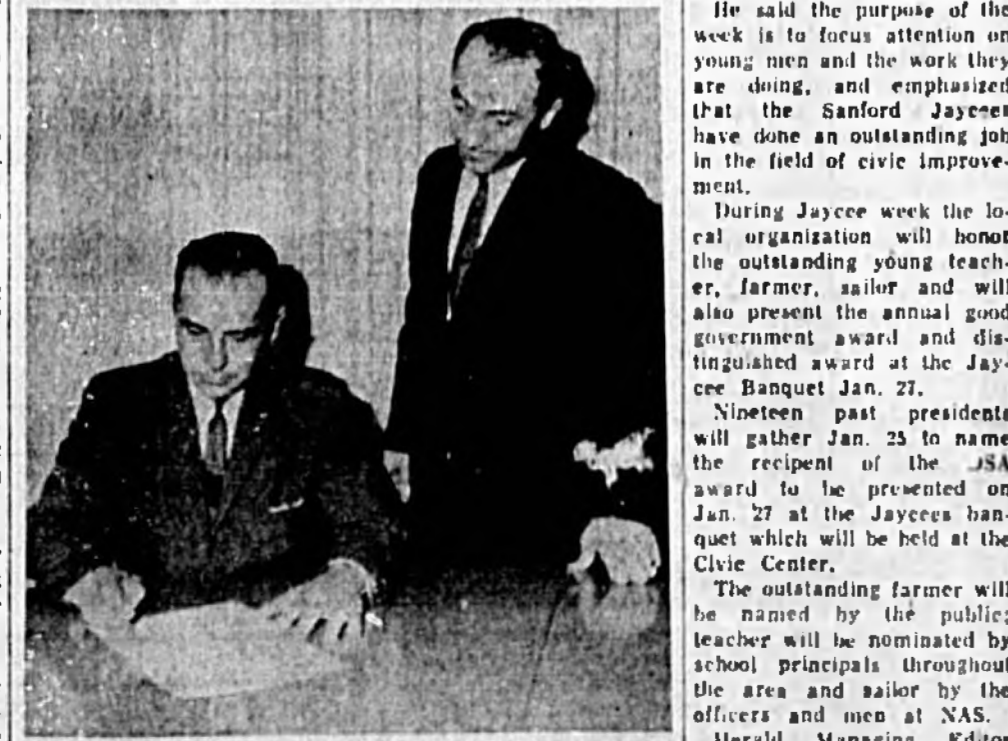 He said the purpose of the
week is to focus attention on
young men and the work they
are doing, and emphasized
that the Sanford Jaycees
have done an outstanding job
in the field of civic improve-
ment.
During Jaycee week the lo-
cal organization will honor
the outstanding young teach-
er, farmer, sailor and will
also present the annual good
government award and dis-
tinguished award at the Jay-
cee Banquet Jan. 27.
Nineteen past presidents
will gather Jan. 25 to name
the recipent of the
award to be presented on
Jan. 27 at the Jaycees ban-
quet which will be held at the
Civic Center.
The outstanding farmer will
be named by the public;
teacher will be nominated by
school principals throughout
the area and sailor by the
officers and men at NAS.
Herald Managing Editor